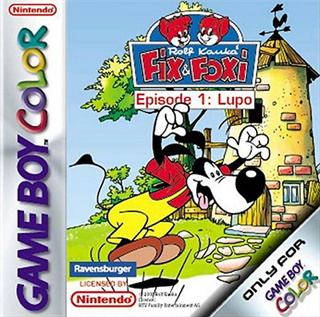 Nintendo
GAME BOY COLOR
Rolf Kauka
FIX & FOXI
Episode 1: Lupo
Ravensburger
LICENSED BY
Nintendo
ONLY FOR
GAME BOY
COLOR